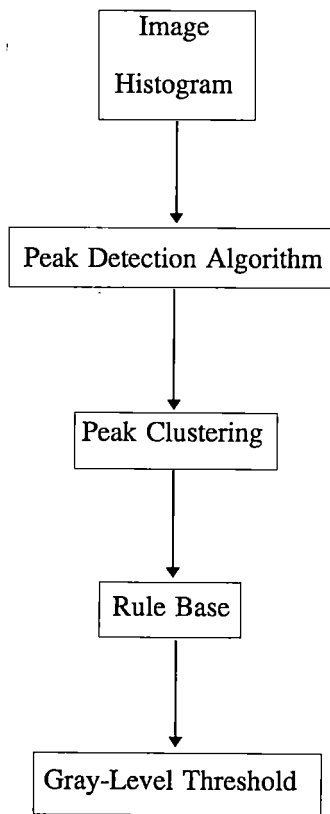 Image
Histogram
Peak Detection Algorithm
Peak Clustering
Rule Base
Gray-Level Threshold